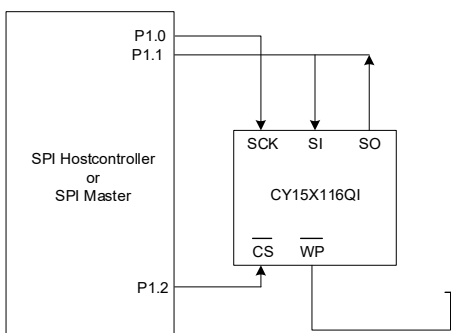 P1.0
P1.1
SPI Hostcontroller
or
SPI Master
SCK SI SO
CY15X116QI
CS WP
P1.2